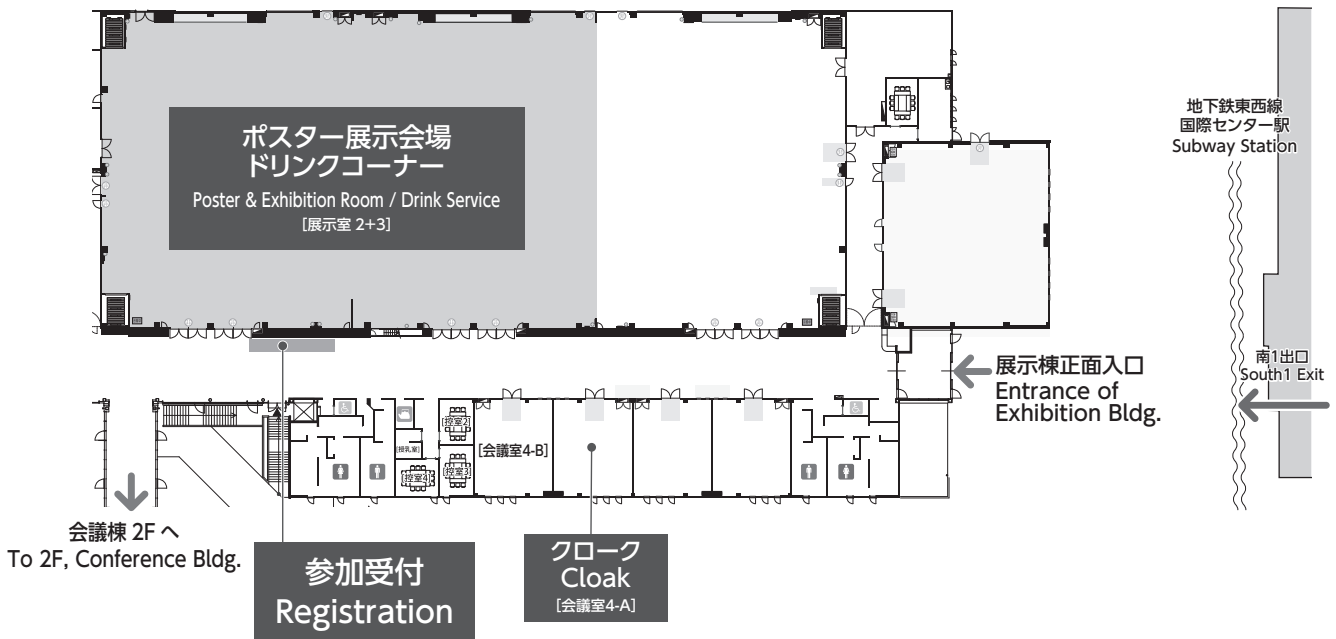 ポスター展示会場
ドリンクコーナー
Poster & Exhibition Room / Drink Service
[展示室 2+3]
地下鉄東西線
国際センター駅
Subway Station
展示棟正面入口
Entrance of
Exhibition Bldg.
南1出口
South1 Exit
[控室2]
[授乳室]
[会議室4-B]
[控室3]
[控室4]
会議棟 2F へ
To 2F, Conference Bldg.
参加受付
Registration
クローク
Cloak
[会議室4-A]